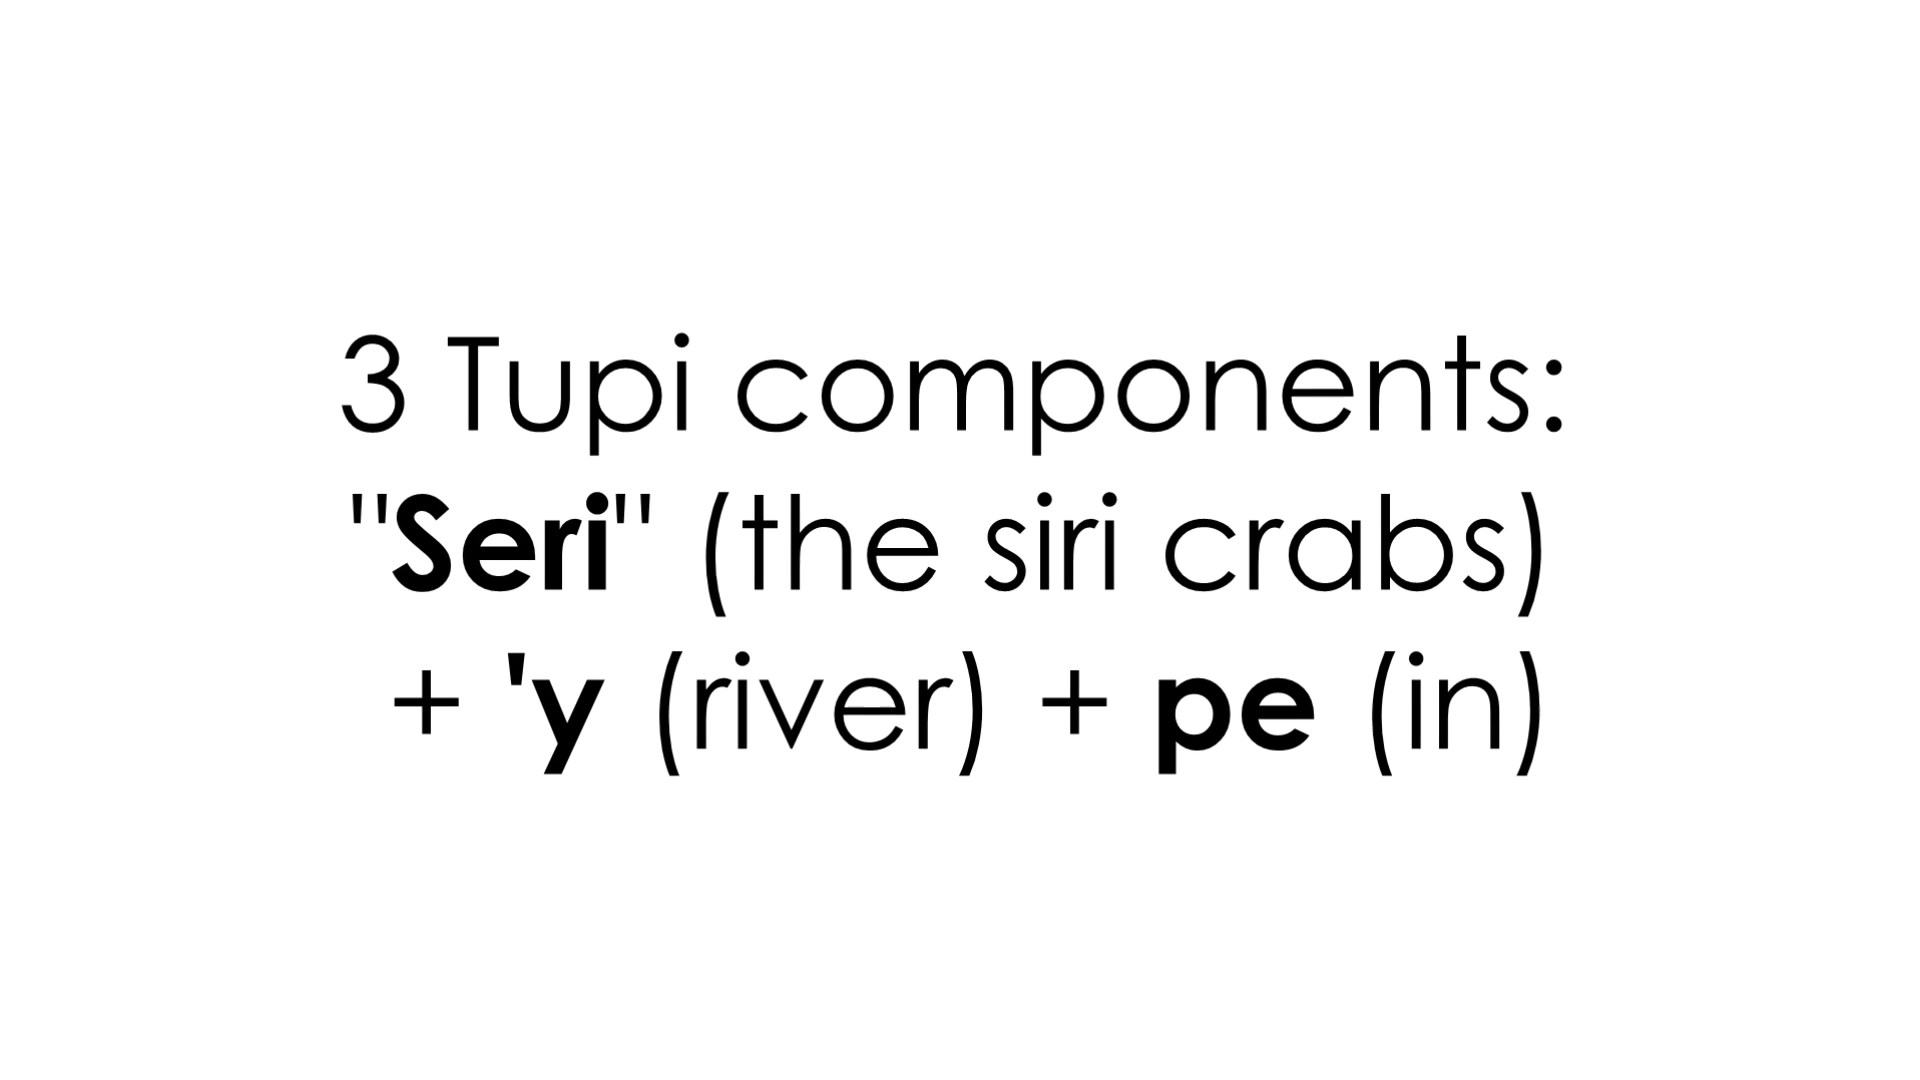 3 Tupi components:
"Seri" (the siri crabs)
+ 'y (river) + pe (in)